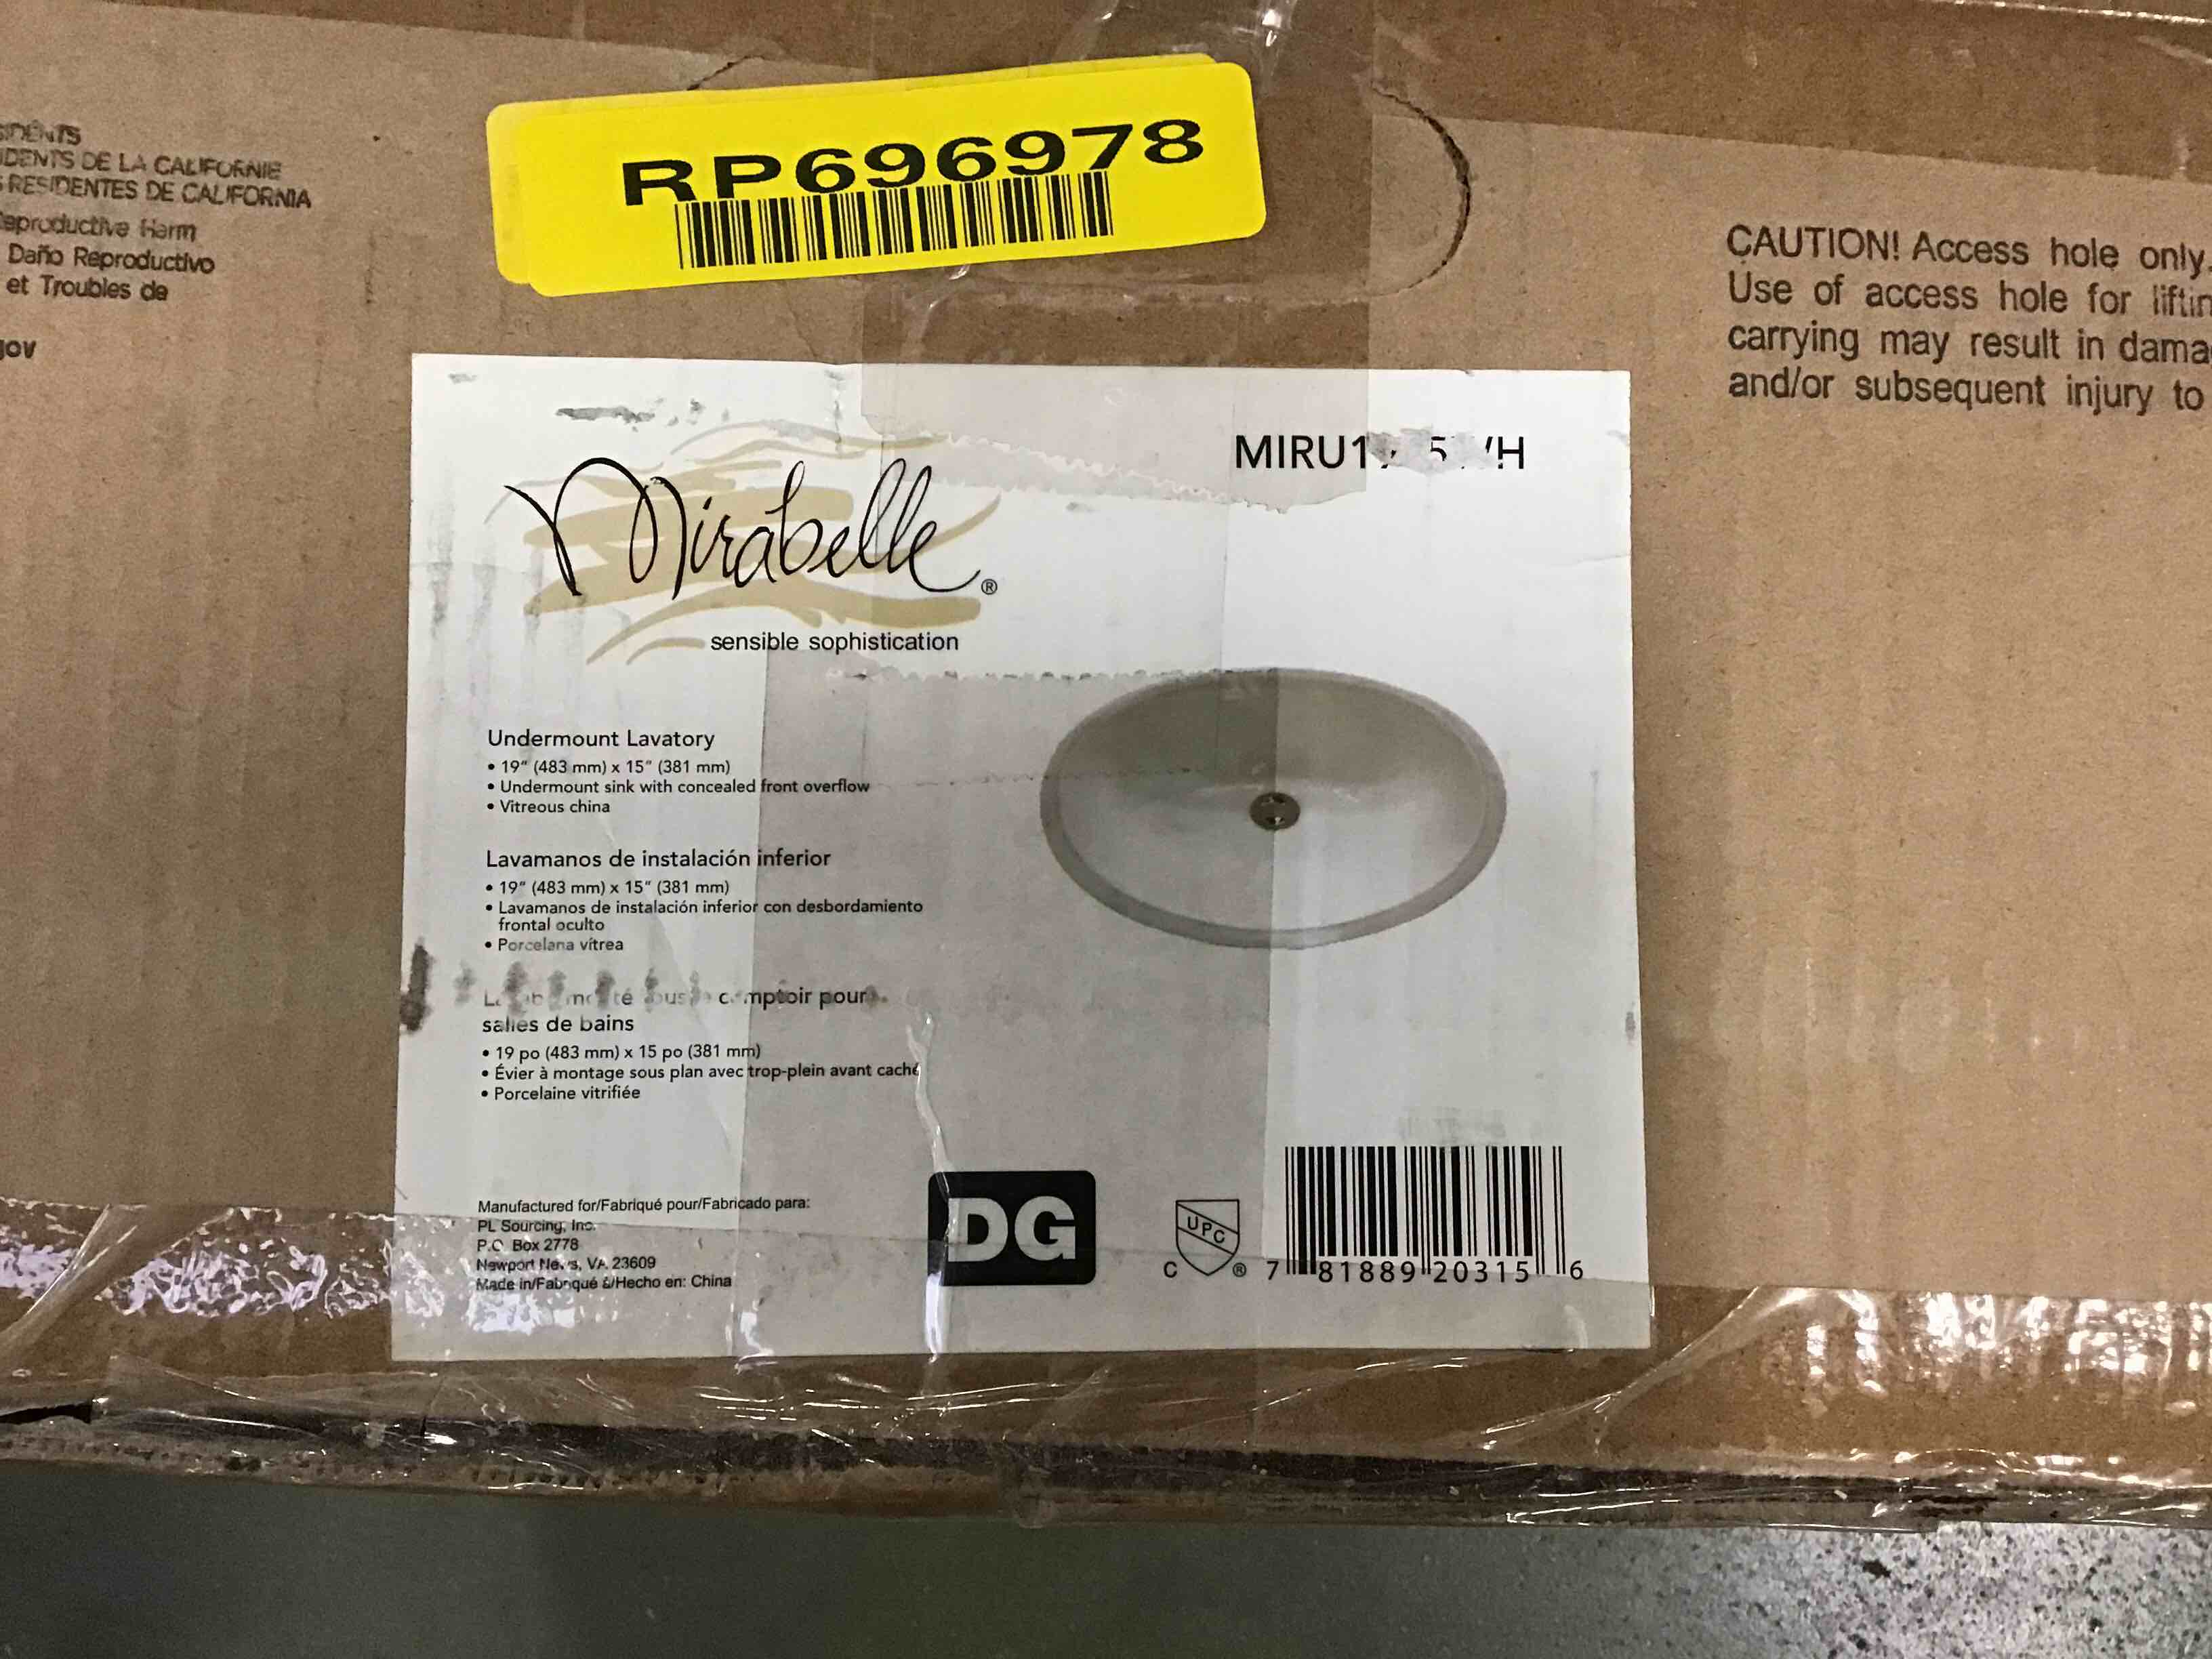 RP696978
RESIDENTES DE CALIFORNIA
DE LA CALIFORNIE
Harm
Daño Reproductivo
et Troubles de
CAUTION! Access hole only.
Use of access hole for
carrying may result in
and/or subsequent injury to
Mirabelle®
sensible sophistication
Undermount Lavatory
• 19" (483 mm) x 15" (381 mm)
• Undermount sink with concealed front overflow
• Vitreous china
Lavamanos de instalación inferior
• 19" (483 mm) x 15" (381 mm)
• Lavamanos de instalación inferior con desbordamiento
frontal oculto
• Porcelana vítrea
pour
salles de bains
• 19 po (483 mm) x 15 po (381 mm)
• Évier à montage sous plan avec trop-plein avant caché
• Porcelaine vitrifiée
Manufactured for/Fabriqué pour/Fabricado para:
PL Sourcing, Inc.
P.O. Box 2778
Newport News, VA 23609
Made in/Fabriqué à/Hecho en: China
DG
C UPC ®
7 81889 20315 6